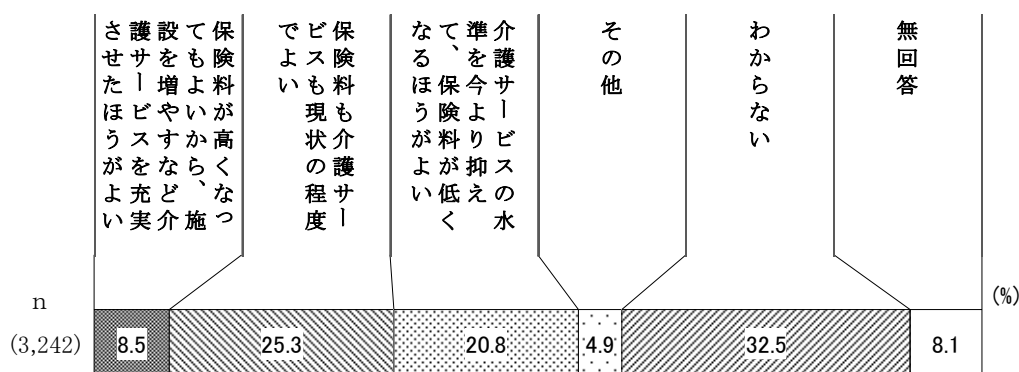 保険料が高くなっ
てもよいから、施
設を増やすなど介
護サービスを充実
させたほうがよい
保険料も介護サー
ビスも現状の程度
でよい
介護サービスの水
準を今より抑え
て、保険料が低く
なるほうがよい
その他
わからない
無回答
(%)
n
(3,242)
8.5
25.3
20.8
4.9
32.5
8.1